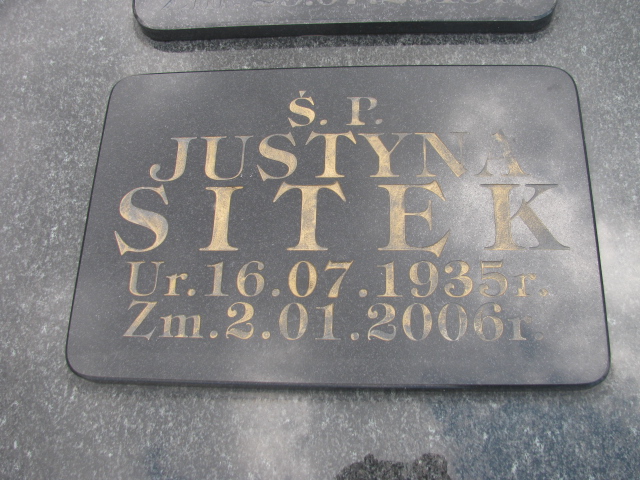 Ś. P.
JUSTYNA
SITEK
Ur. 16.07.1935r.
Zm. 2.01.2006r.